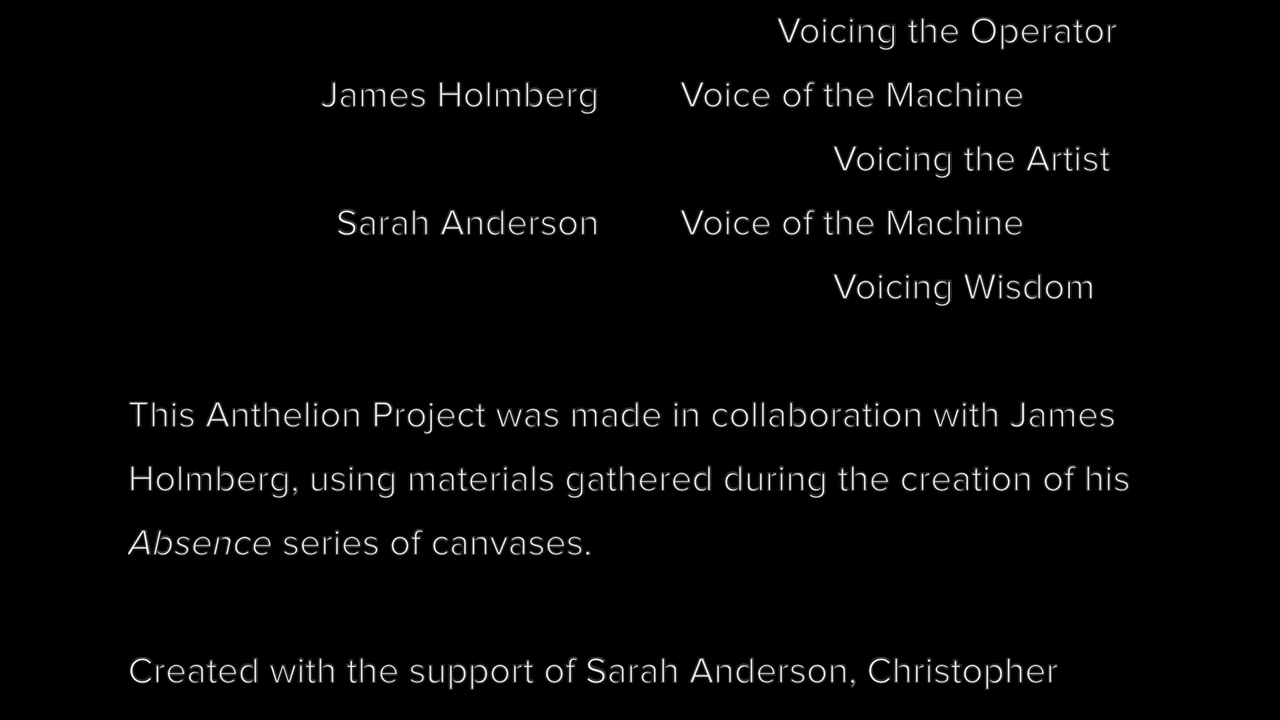 Voicing the Operator
James Holmberg Voice of the Machine
Voicing the Artist
Sarah Anderson Voice of the Machine
Voicing Wisdom
This Anthelion Project was made in collaboration with James
Holmberg, using materials gathered during the creation of his
Absence series of canvases.
Created with the support of Sarah Anderson, Christopher